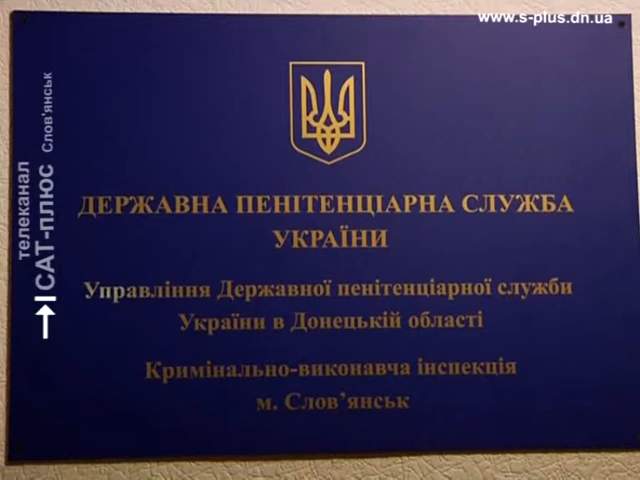 www.s-plus.dn.ua
телеканал
САТ-плюс Слов'янськ
ДЕРЖАВНА ПЕНІТЕНЦІАРНА СЛУЖБА
УКРАЇНИ
Управління Державної пенітенціарної служби
України в Донецькій області
Кримінально-виконавча інспекція
м. Слов’янськ